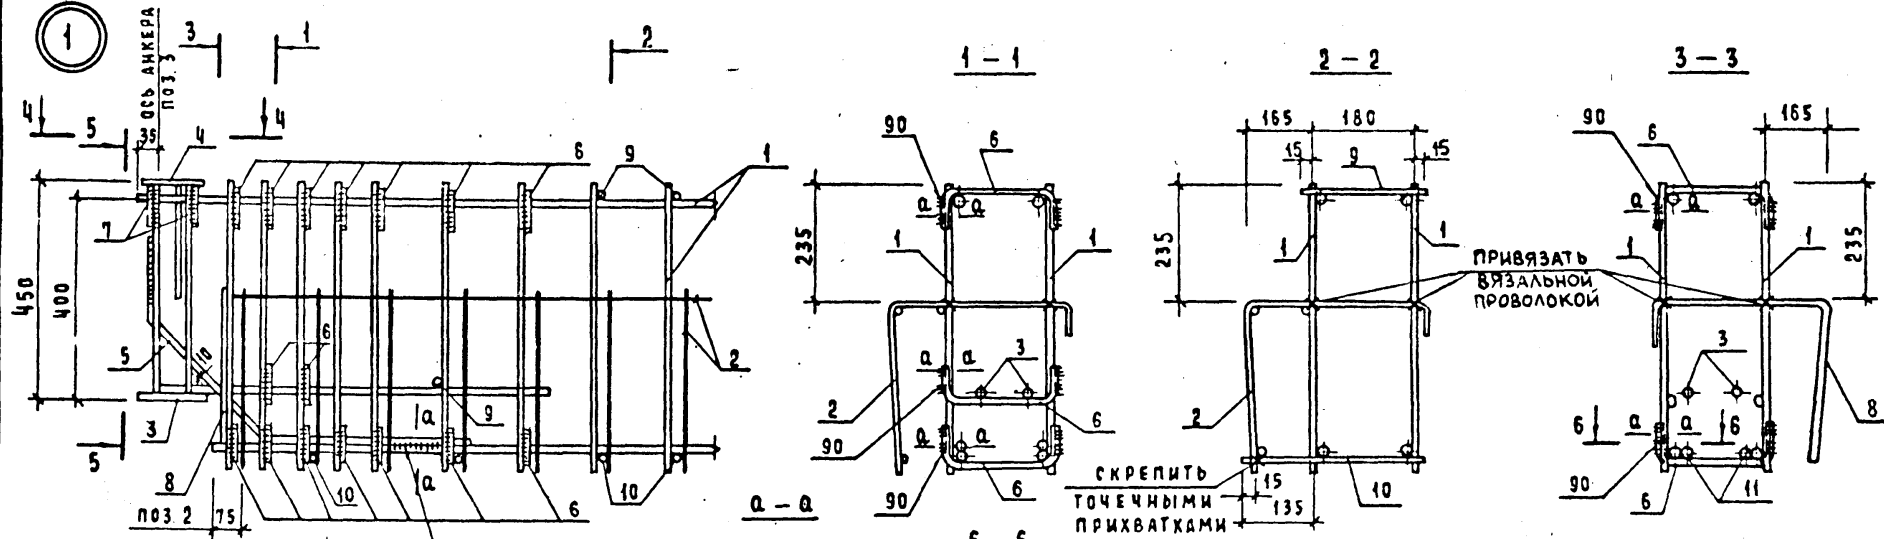 1
ОСЬ АНКЕРА
ПОЗ. 3
3
1
2
4
4
5
35
4
6
9
1
7
450
400
5
10
6
2
9
3
а
5
8
а
10
6
10
ПОЗ. 2
75
1 – 1
90
6
а
а
235
1
1
а
а
3
2
90
а
а
6
90
6
а – а
2 – 2
165
180
15
9
15
235
1
1
ПРИВЯЗАТЬ
ВЯЗАЛЬНОЙ
ПРОВОЛОКОЙ
2
СКРЕПИТЬ
ТОЧЕЧНЫМИ
ПРИХВАТКАМИ
15
135
10
3 – 3
90
6
165
а
а
235
1
1
3
8
6
а
а
6
90
6
11